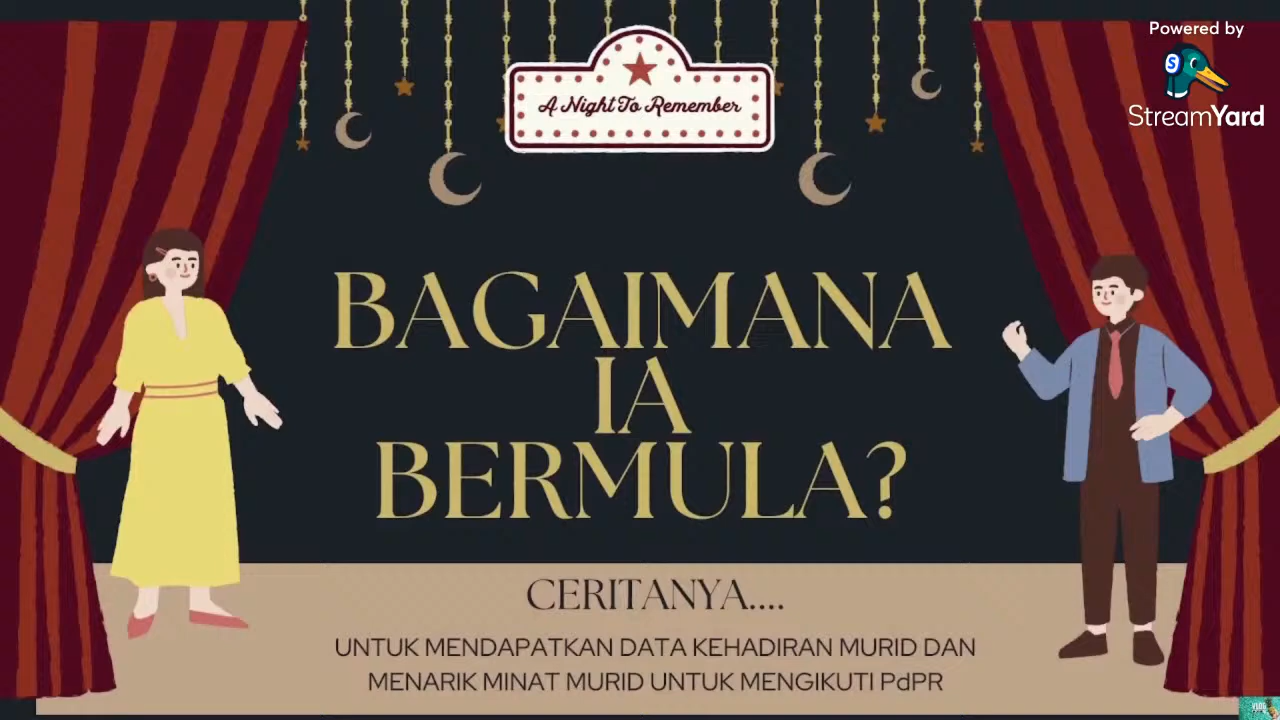 Powered by
StreamYard
A Night To Remember
BAGAIMANA
IA
BERMULA?
CERITANYA....
UNTUK MENDAPATKAN DATA KEHADIRAN MURID DAN
MENARIK MINAT MURID UNTUK MENGIKUTI PdPR
VLOG